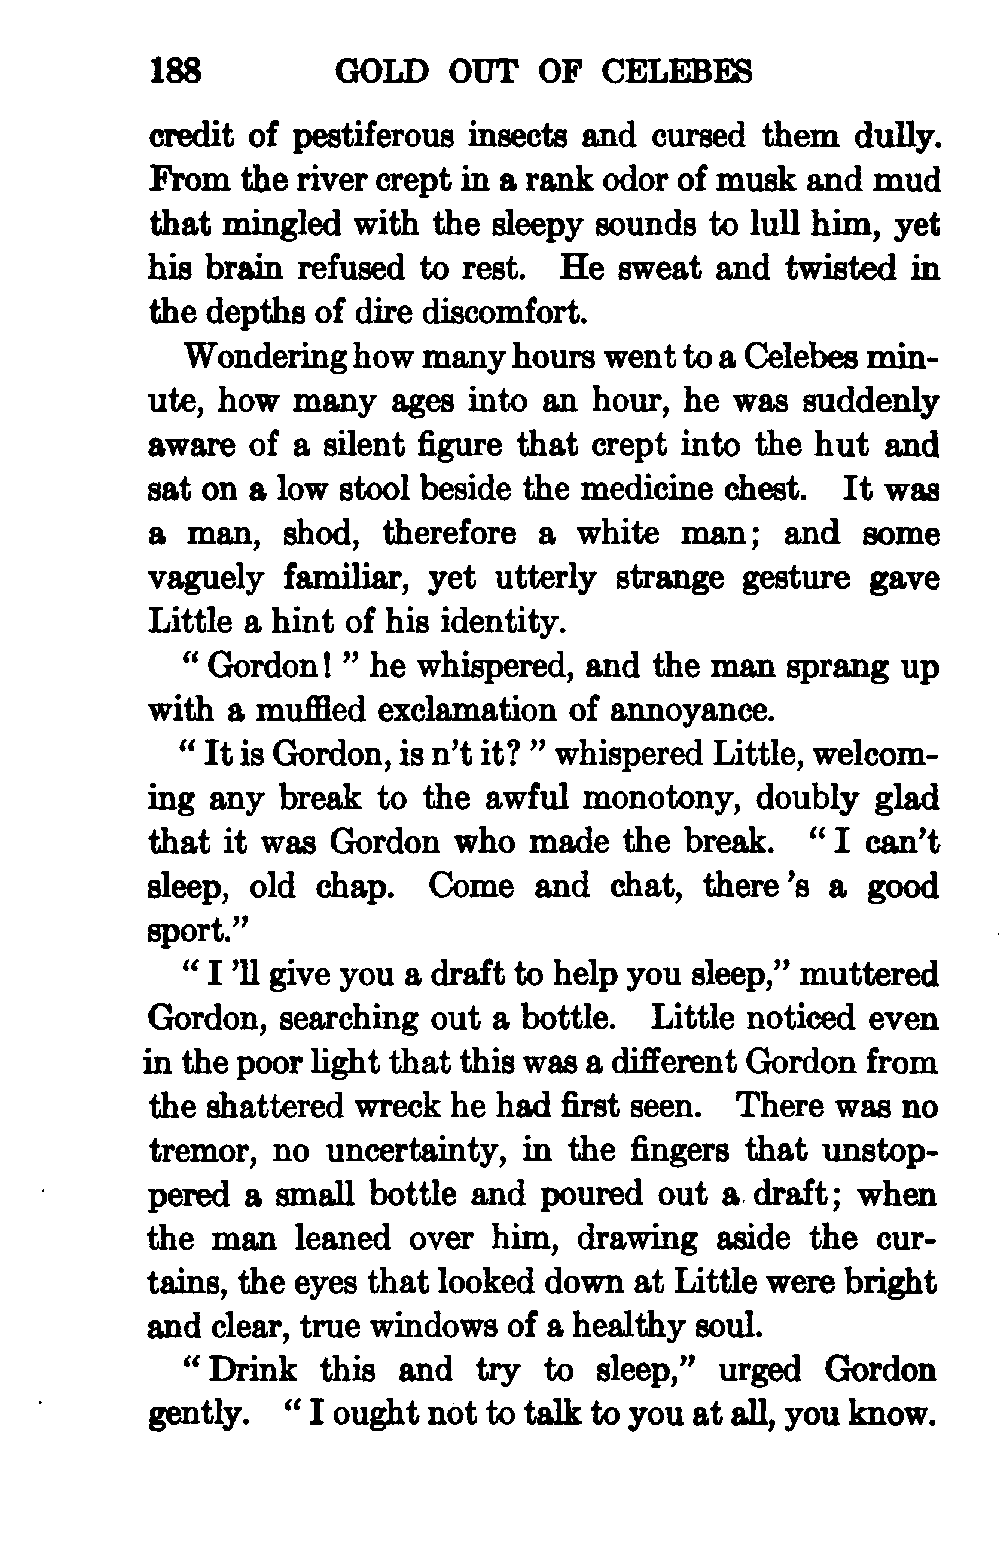 188 GOLD OUT OF CELEBES
credit of pestiferous insects and cursed them dully.
From the river crept in a rank odor of musk and mud
that mingled with the sleepy sounds to lull him, yet
his brain refused to rest. He sweat and twisted in
the depths of dire discomfort.
Wondering how many hours went to a Celebes min-
ute, how many ages into an hour, he was suddenly
aware of a silent figure that crept into the hut and
sat on a low stool beside the medicine chest. It was
a man, shod, therefore a white man; and some
vaguely familiar, yet utterly strange gesture gave
Little a hint of his identity.
“ Gordon! ” he whispered, and the man sprang up
with a muffled exclamation of annoyance.
“ It is Gordon, is n’t it? ” whispered Little, welcom-
ing any break to the awful monotony, doubly glad
that it was Gordon who made the break. “ I can’t
sleep, old chap. Come and chat, there ’s a good
sport.”
“ I ’ll give you a draft to help you sleep,” muttered
Gordon, searching out a bottle. Little noticed even
in the poor light that this was a different Gordon from
the shattered wreck he had first seen. There was no
tremor, no uncertainty, in the fingers that unstop-
pered a small bottle and poured out a draft; when
the man leaned over him, drawing aside the cur-
tains, the eyes that looked down at Little were bright
and clear, true windows of a healthy soul.
“ Drink this and try to sleep,” urged Gordon
gently. “ I ought not to talk to you at all, you know.